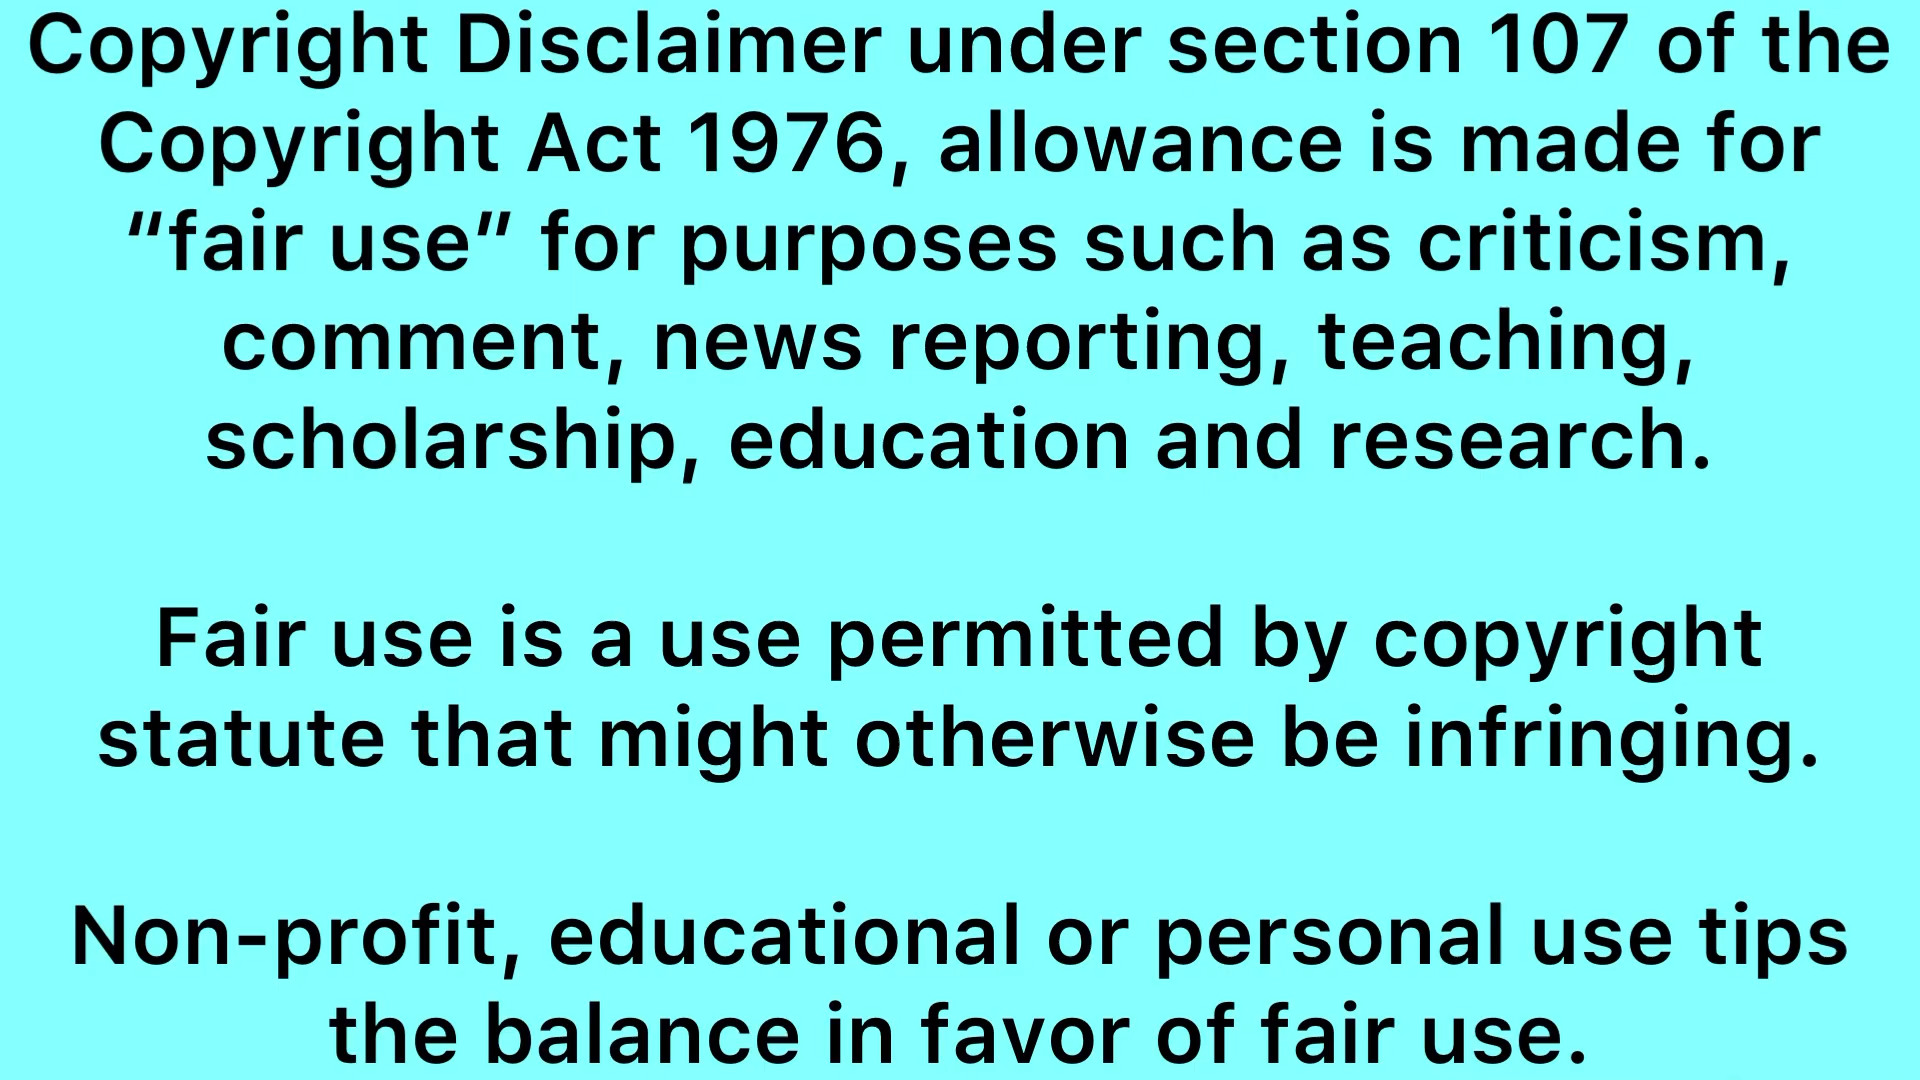 Copyright Disclaimer under section 107 of the
Copyright Act 1976, allowance is made for
“fair use” for purposes such as criticism,
comment, news reporting, teaching,
scholarship, education and research.
Fair use is a use permitted by copyright
statute that might otherwise be infringing.
Non-profit, educational or personal use tips
the balance in favor of fair use.